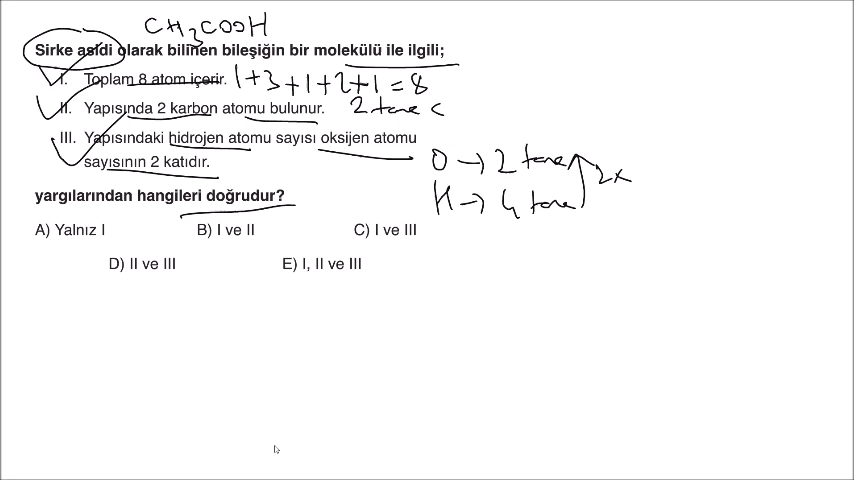 CH3COOH
Sirke asidi olarak bilinen bileşiğin bir molekülü ile ilgili;
I. Toplam 8 atom içerir. 1+3+1+2+1=8
II. Yapısında 2 karbon atomu bulunur. 2 tane C
III. Yapısındaki hidrojen atomu sayısı oksijen atomu
sayısının 2 katıdır.
O → 2 tane
2x
H → 4 tane
yargılarından hangileri doğrudur?
A) Yalnız I B) I ve II C) I ve III
D) II ve III E) I, II ve III